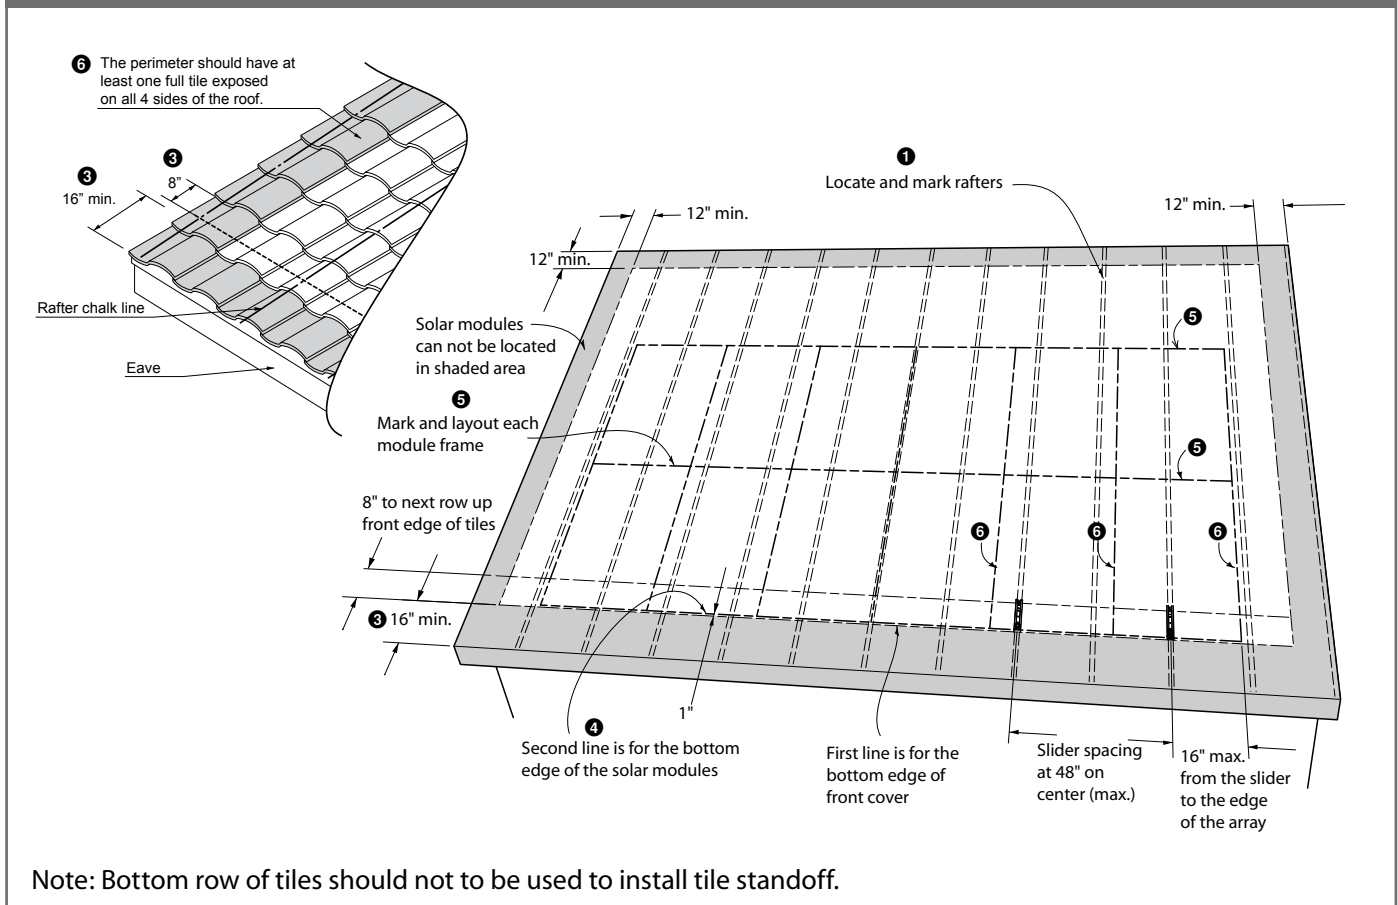 ❻ The perimeter should have at
least one full tile exposed
on all 4 sides of the roof.
❸
8”
❸
16” min.
Rafter chalk line
Eave
❶
Locate and mark rafters
12" min.
12" min.
12" min.
Solar modules
can not be located
in shaded area
❺
❺
Mark and layout each
module frame
❺
8" to next row up
front edge of tiles
❻
❻
❻
❸ 16" min.
1"
❹
Second line is for the bottom
edge of the solar modules
First line is for the
bottom edge of
front cover
Slider spacing
at 48" on
center (max.)
16" max.
from the slider
to the edge
of the array
Note: Bottom row of tiles should not to be used to install tile standoff.